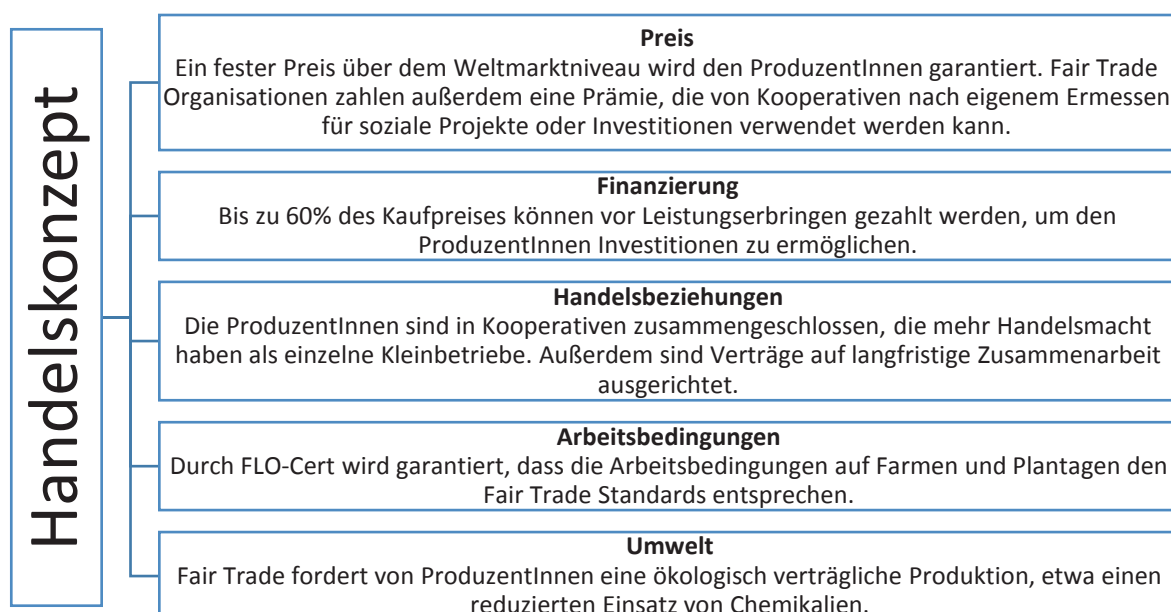 Handelskonzept
Preis
Ein fester Preis über dem Weltmarktniveau wird den ProduzentInnen garantiert. Fair Trade
Organisationen zahlen außerdem eine Prämie, die von Kooperativen nach eigenem Ermessen
für soziale Projekte oder Investitionen verwendet werden kann.
Finanzierung
Bis zu 60% des Kaufpreises können vor Leistungserbringen gezahlt werden, um den
ProduzentInnen Investitionen zu ermöglichen.
Handelsbeziehungen
Die ProduzentInnen sind in Kooperativen zusammengeschlossen, die mehr Handelsmacht
haben als einzelne Kleinbetriebe. Außerdem sind Verträge auf langfristige Zusammenarbeit
ausgerichtet.
Arbeitsbedingungen
Durch FLO-Cert wird garantiert, dass die Arbeitsbedingungen auf Farmen und Plantagen den
Fair Trade Standards entsprechen.
Umwelt
Fair Trade fordert von ProduzentInnen eine ökologisch verträgliche Produktion, etwa einen
reduzierten Einsatz von Chemikalien.